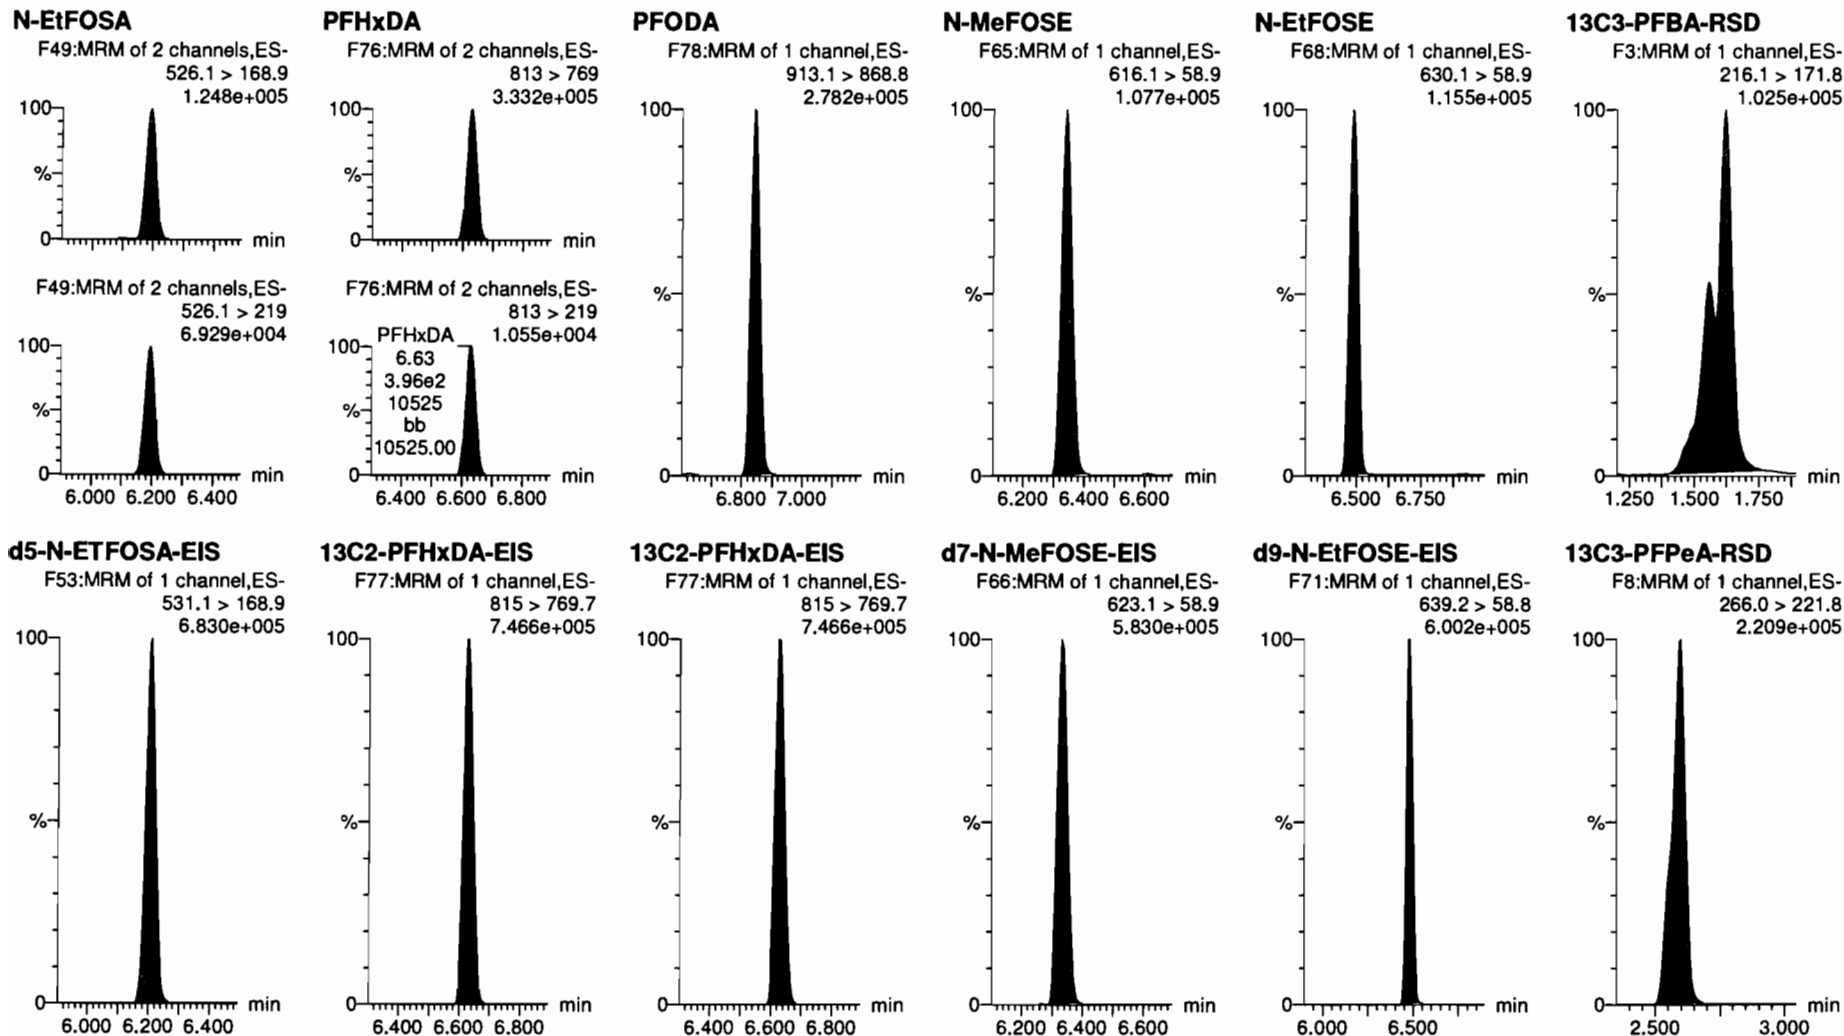 N-EtFOSA
F49:MRM of 2 channels,ES-
526.1 > 168.9
1.248e+005
100
%
0
min
F49:MRM of 2 channels,ES-
526.1 > 219
6.929e+004
100
%
0
min
6.000 6.200 6.400
PFHxDA
F76:MRM of 2 channels,ES-
813 > 769
3.332e+005
100
%
0
min
F76:MRM of 2 channels,ES-
813 > 219
1.055e+004
PFHxDA
6.63
3.96e2
10525
bb
10525.00
100
%
0
min
6.400 6.600 6.800
PFODA
F78:MRM of 1 channel,ES-
913.1 > 868.8
2.782e+005
100
%
0
min
6.800 7.000
N-MeFOSE
F65:MRM of 1 channel,ES-
616.1 > 58.9
1.077e+005
100
%
0
min
6.200 6.400 6.600
N-EtFOSE
F68:MRM of 1 channel,ES-
630.1 > 58.9
1.155e+005
100
%
0
min
6.500 6.750
13C3-PFBA-RSD
F3:MRM of 1 channel,ES-
216.1 > 171.8
1.025e+005
100
%
0
min
1.250 1.500 1.750
d5-N-ETFOSA-EIS
F53:MRM of 1 channel,ES-
531.1 > 168.9
6.830e+005
100
%
0
min
6.000 6.200 6.400
13C2-PFHxDA-EIS
F77:MRM of 1 channel,ES-
815 > 769.7
7.466e+005
100
%
0
min
6.400 6.600 6.800
13C2-PFHxDA-EIS
F77:MRM of 1 channel,ES-
815 > 769.7
7.466e+005
100
%
0
min
6.400 6.600 6.800
d7-N-MeFOSE-EIS
F66:MRM of 1 channel,ES-
623.1 > 58.9
5.830e+005
100
%
0
min
6.200 6.400 6.600
d9-N-EtFOSE-EIS
F71:MRM of 1 channel,ES-
639.2 > 58.8
6.002e+005
100
%
0
min
6.000 6.500
13C3-PFPeA-RSD
F8:MRM of 1 channel,ES-
266.0 > 221.8
2.209e+005
100
%
0
min
2.500 3.000